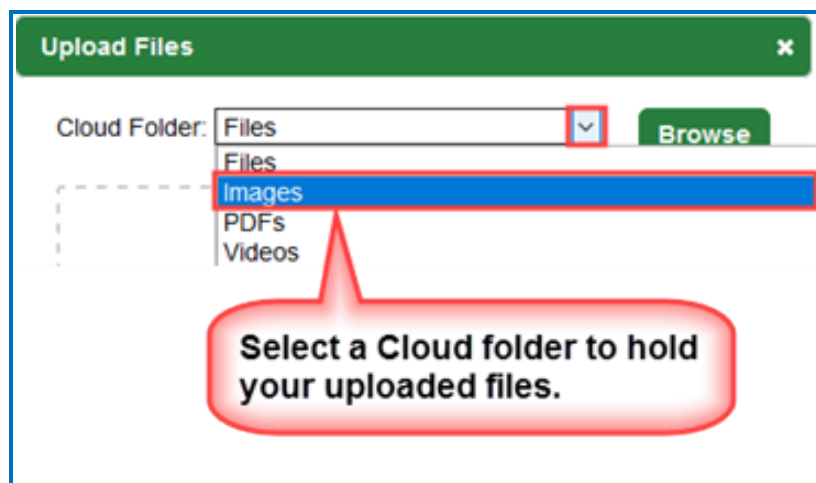 Upload Files
Cloud Folder: Files Browse
Files
Images
PDFs
Videos
Select a Cloud folder to hold
your uploaded files.